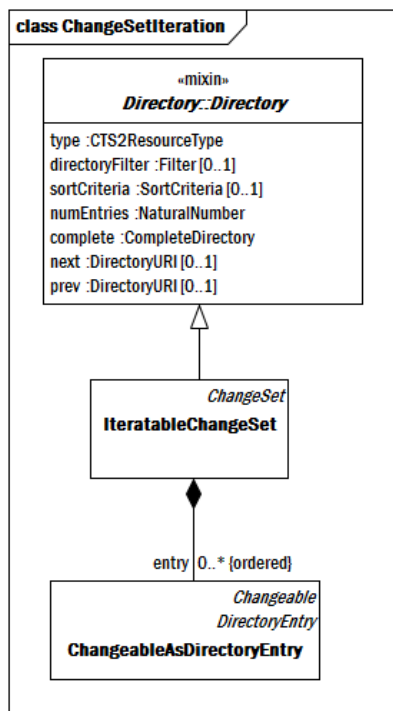 class ChangeSetIteration
«mixin»
Directory::Directory
type :CTS2ResourceType
directoryFilter :Filter [0..1]
sortCriteria :SortCriteria [0..1]
numEntries :NaturalNumber
complete :CompleteDirectory
next :DirectoryURI [0..1]
prev :DirectoryURI [0..1]
ChangeSet
IteratableChangeSet
entry 0..* {ordered}
Changeable
DirectoryEntry
ChangeableAsDirectoryEntry